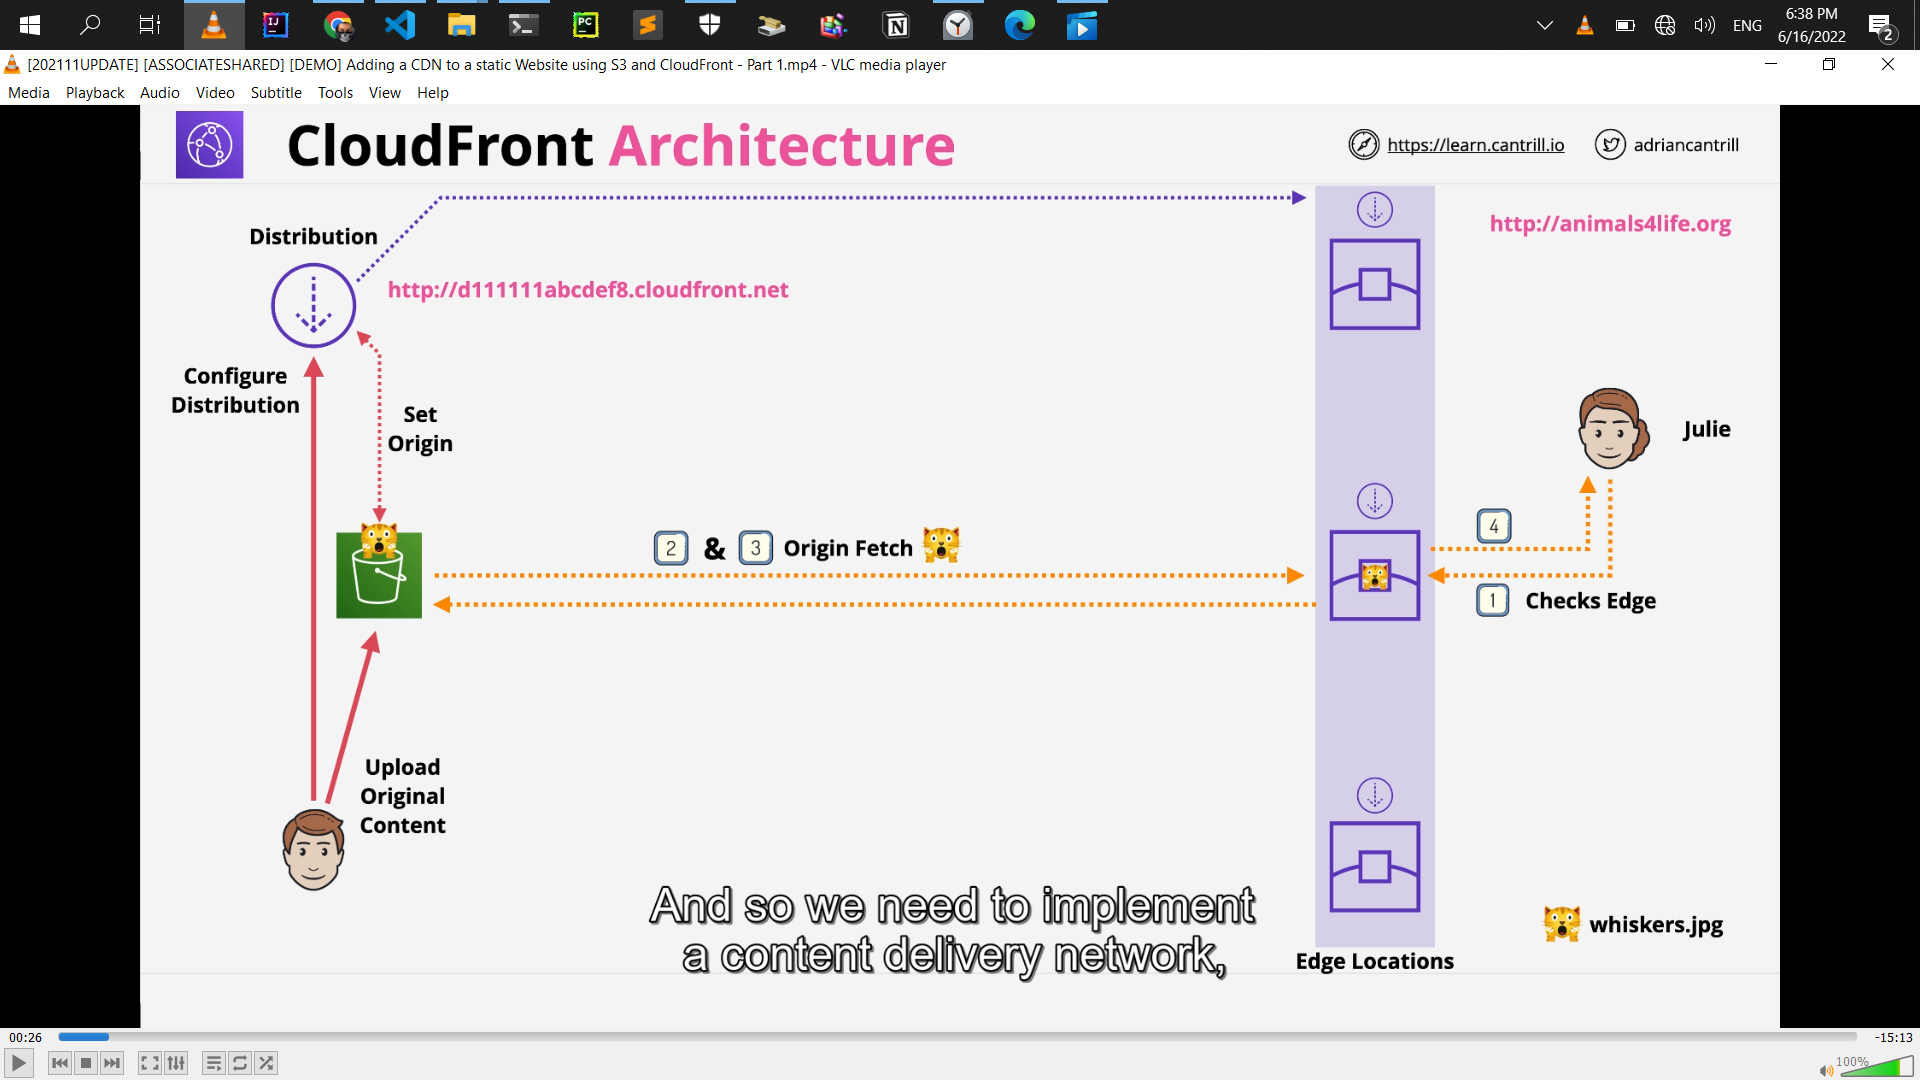 ENG
6:38 PM
6/16/2022
2
[202111UPDATE] [ASSOCIATESHARED] [DEMO] Adding a CDN to a static Website using S3 and CloudFront - Part 1.mp4 - VLC media player
Media Playback Audio Video Subtitle Tools View Help
CloudFront Architecture
https://learn.cantrill.io
adriancantrill
Distribution
http://animals4life.org
http://d111111abcdef8.cloudfront.net
Configure
Distribution
Set
Origin
Julie
2 & 3 Origin Fetch
4
1 Checks Edge
Upload
Original
Content
And so we need to implement
a content delivery network,
whiskers.jpg
Edge Locations
00:26
-15:13
100%